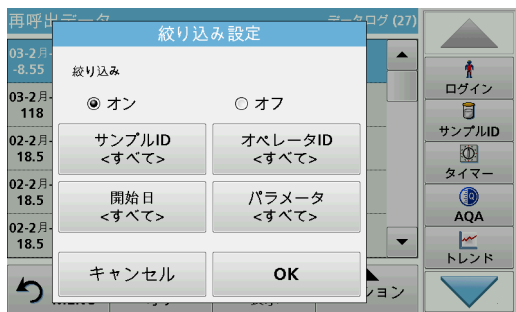 再呼出データ
データログ (27)
絞り込み設定
03-2月-
-8.55
絞り込み
オン
オフ
03-2月-
118
サンプルID
<すべて>
オペレータID
<すべて>
02-2月-
18.5
02-2月-
18.5
開始日
<すべて>
パラメータ
<すべて>
02-2月-
18.5
キャンセル
OK
ログイン
サンプルID
タイマー
AQA
トレンド